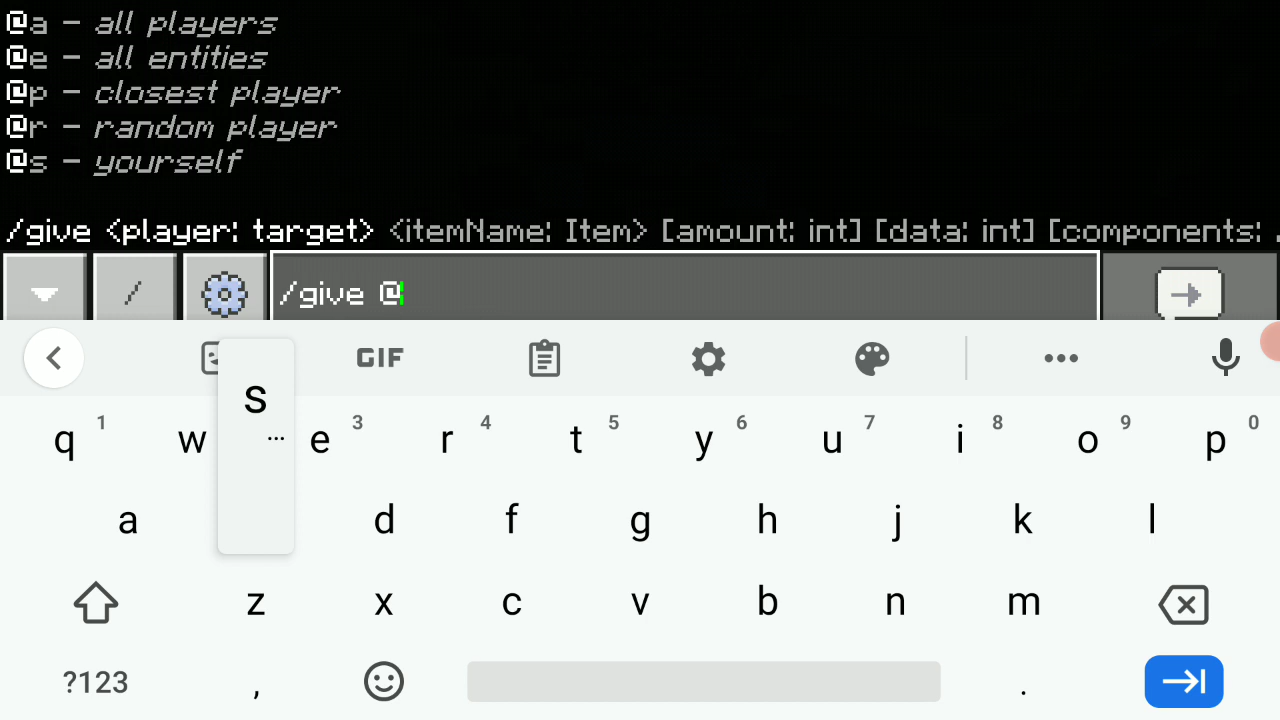 @a - all players
@e - all entities
@p - closest player
@r - random player
@s - yourself
/give <player: target> <itemName: Item> [amount: int] [data: int] [components: .
/ /give @
GIF
q 1 w e 3 r 4 t 5 y 6 u 7 i 8 o 9 p 0
s
...
a d f g h j k l
z x c v b n m
?123 , .